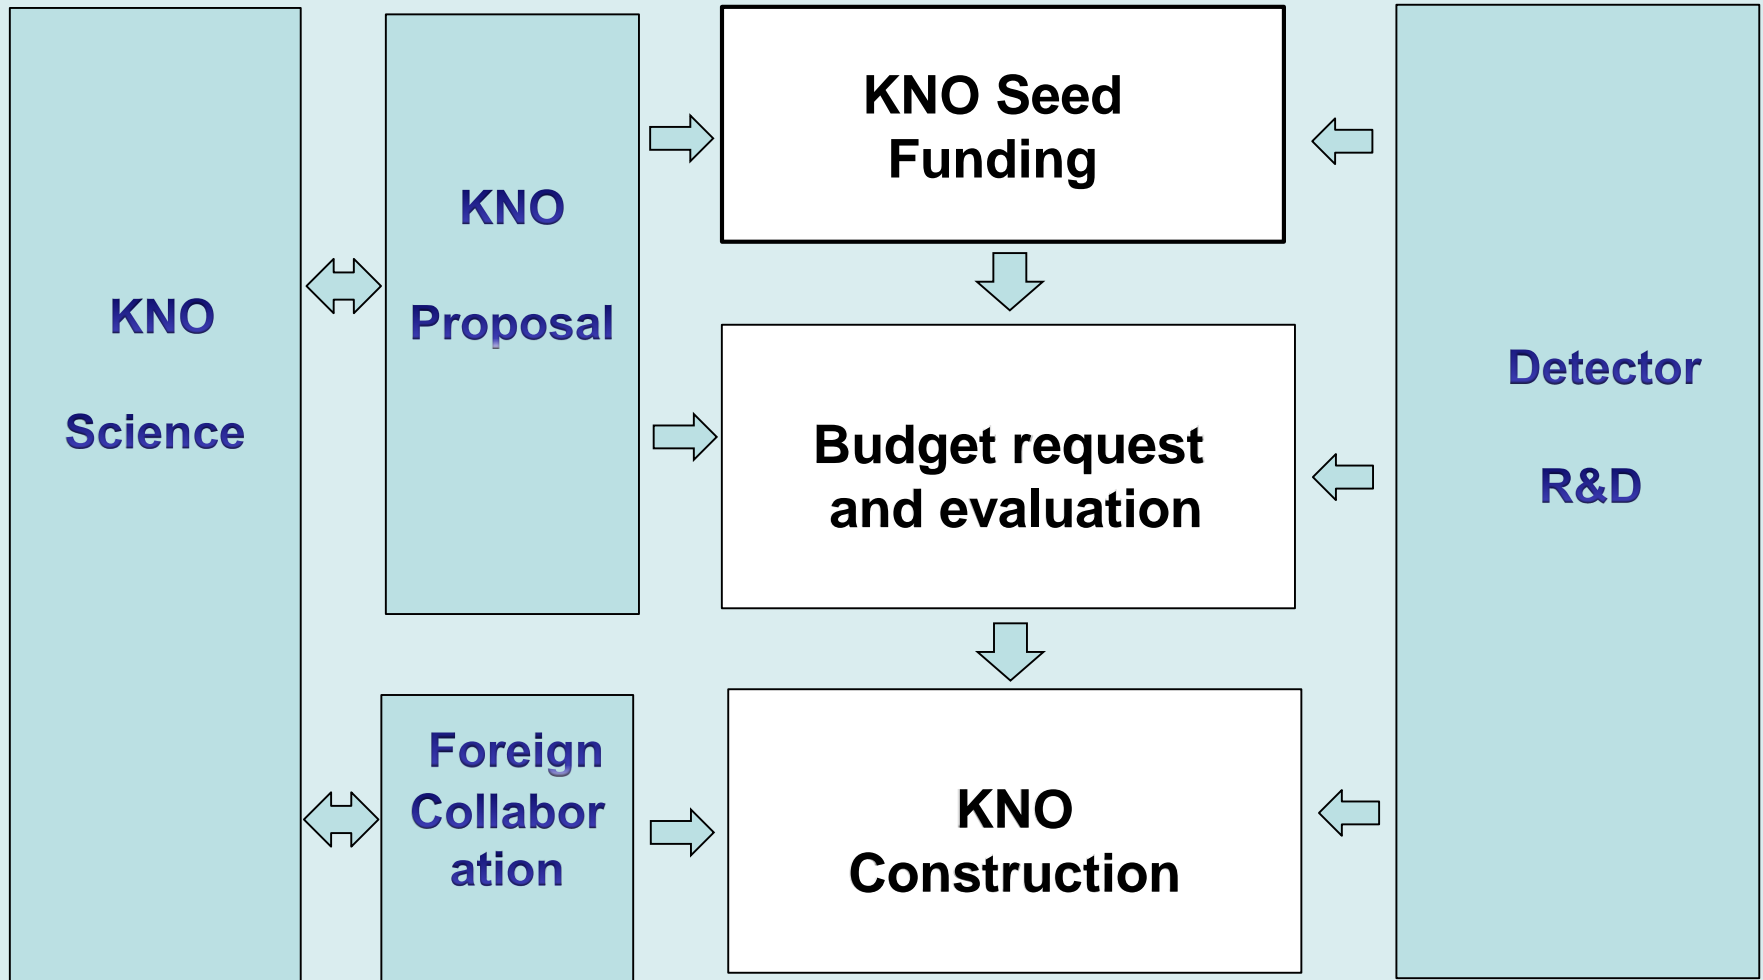 KNO
Science
KNO
Proposal
KNO Seed
Funding
Budget request
and evaluation
Foreign
Collabor
ation
KNO
Construction
Detector
R&D